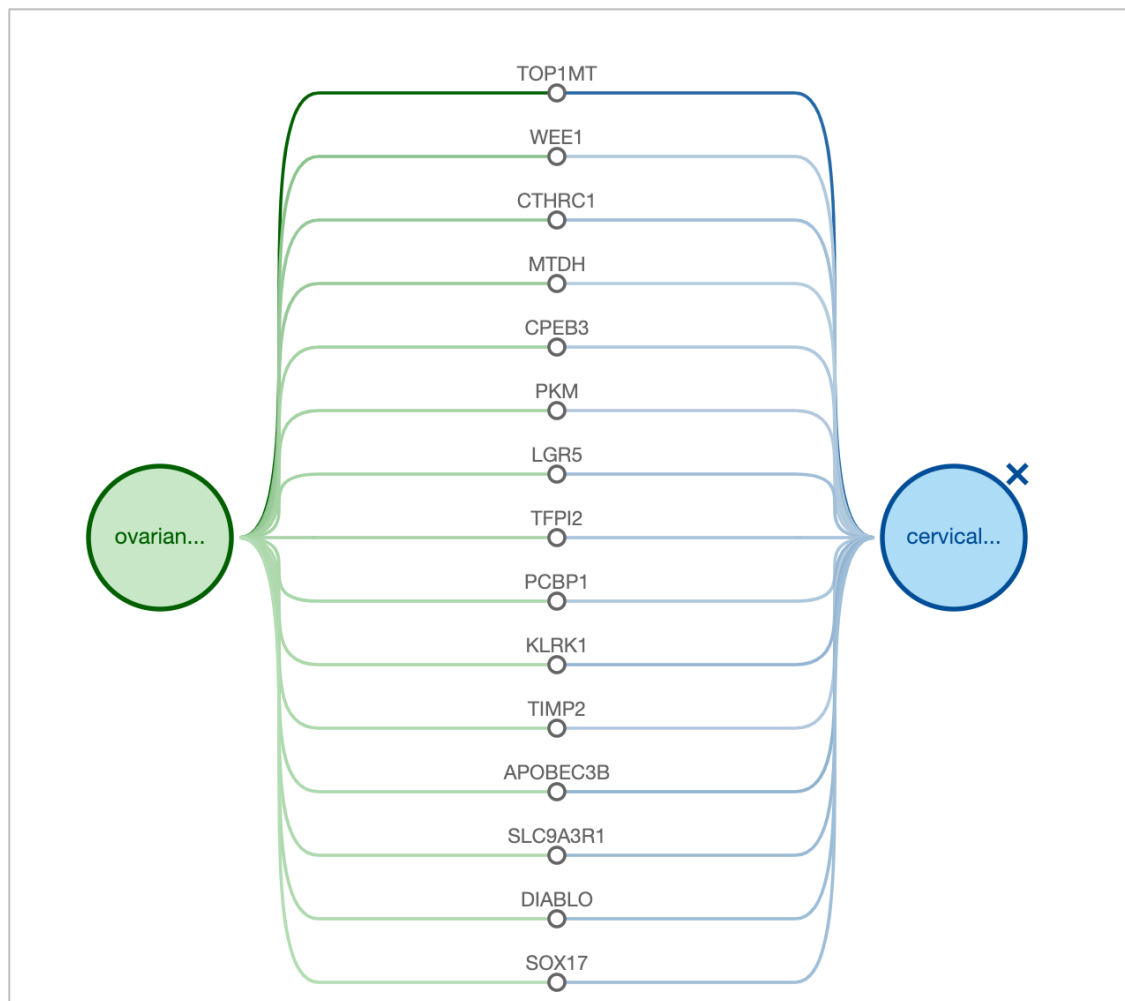 TOP1MT
WEE1
CTHRC1
MTDH
CPEB3
PKM
LGR5
TFPI2
ovarian...
cervical...
PCBP1
KLRK1
TIMP2
APOBEC3B
SLC9A3R1
DIABLO
SOX17